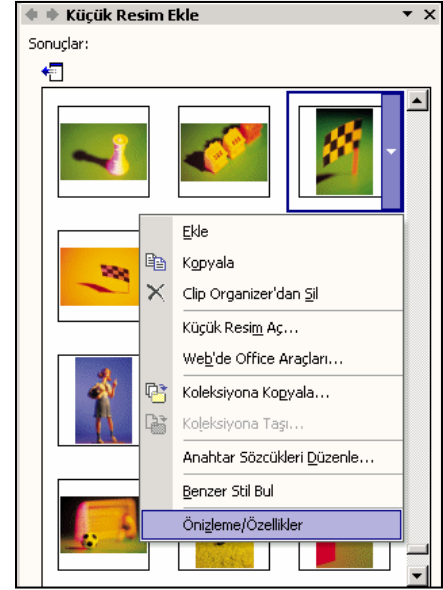 Küçük Resim Ekle
Sonuçlar:
Ekle
Kopyala
Clip Organizer'dan Sil
Küçük Resim Aç...
Web'de Office Araçları...
Koleksiyona Kopyala...
Koleksiyona Taşı...
Anahtar Sözcükleri Düzenle...
Benzer Stil Bul
Önizleme/Özellikler